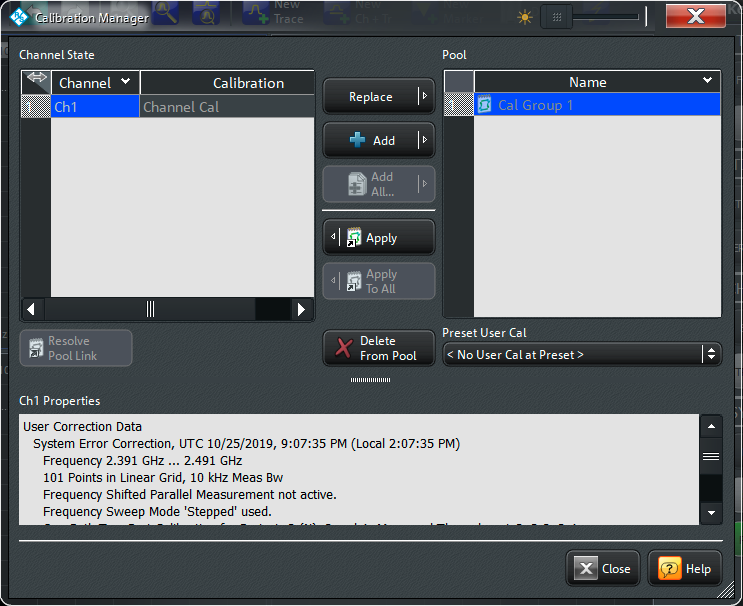 Calibration Manager
New
Trace
New
Channel State
Pool
Channel
Calibration
Name
1
Ch1
Channel Cal
1
Cal Group 1
Replace
Add
Add
All...
Apply
Apply
To All
Resolve
Pool Link
Delete
From Pool
Preset User Cal
< No User Cal at Preset >
Ch1 Properties
User Correction Data
System Error Correction, UTC 10/25/2019, 9:07:35 PM (Local 2:07:35 PM)
Frequency 2.391 GHz ... 2.491 GHz
101 Points in Linear Grid, 10 kHz Meas Bw
Frequency Shifted Parallel Measurement not active.
Frequency Sweep Mode 'Stepped' used.
Close
Help